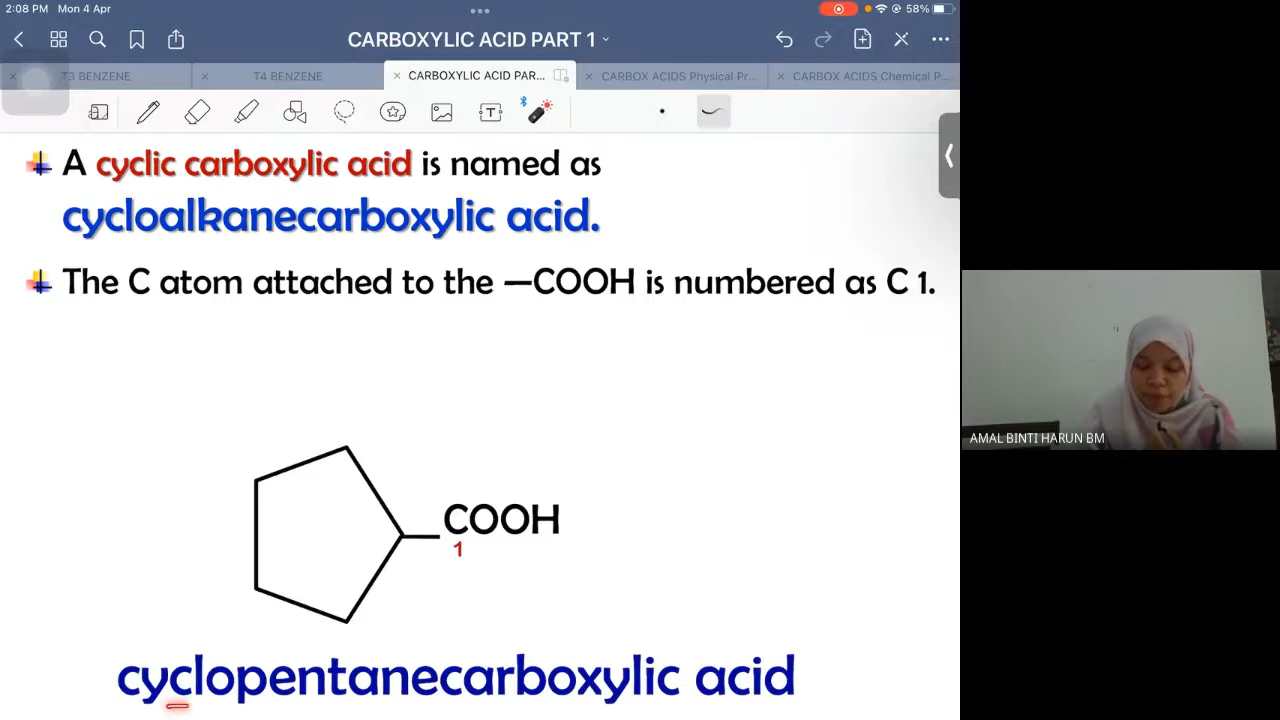 2:08 PM Mon 4 Apr
58%
CARBOXYLIC ACID PART 1
T3 BENZENE
T4 BENZENE
CARBOXYLIC ACID PAR...
CARBOX ACIDS Physical Pr...
CARBOX ACIDS Chemical P...
A cyclic carboxylic acid is named as
cycloalkanecarboxylic acid.
The C atom attached to the —COOH is numbered as C 1.
COOH
1
cyclopentanecarboxylic acid
AMAL BINTI HARUN BM